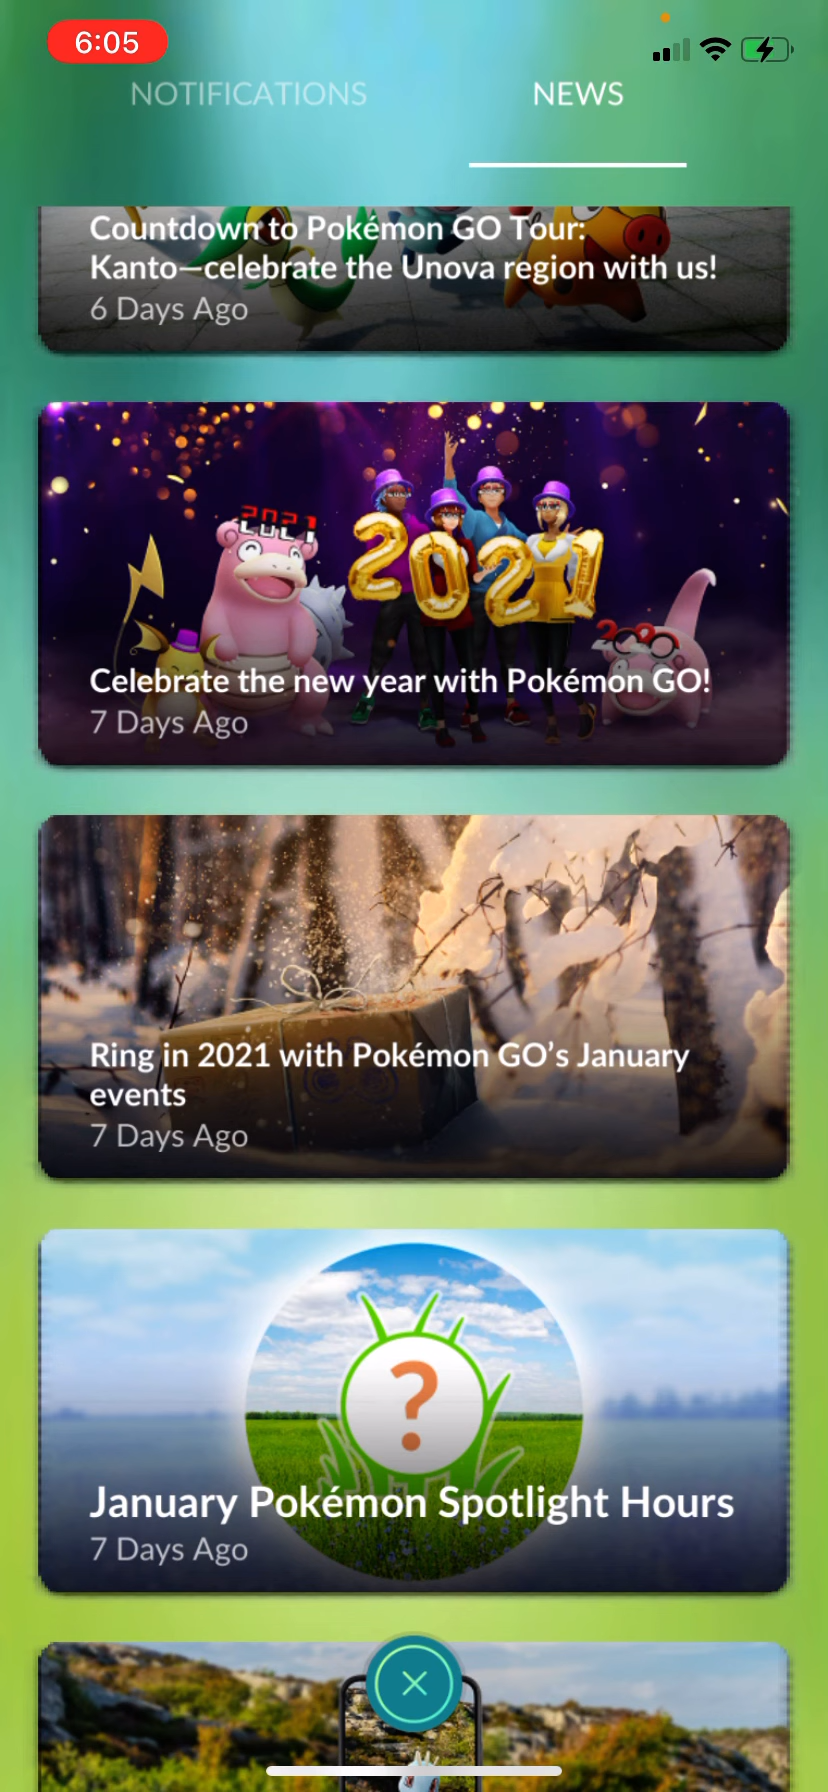 6:05
NOTIFICATIONS
NEWS
Countdown to Pokémon GO Tour:
Kanto—celebrate the Unova region with us!
6 Days Ago
2021
2021
2020
Celebrate the new year with Pokémon GO!
7 Days Ago
Ring in 2021 with Pokémon GO’s January
events
7 Days Ago
?
January Pokémon Spotlight Hours
7 Days Ago